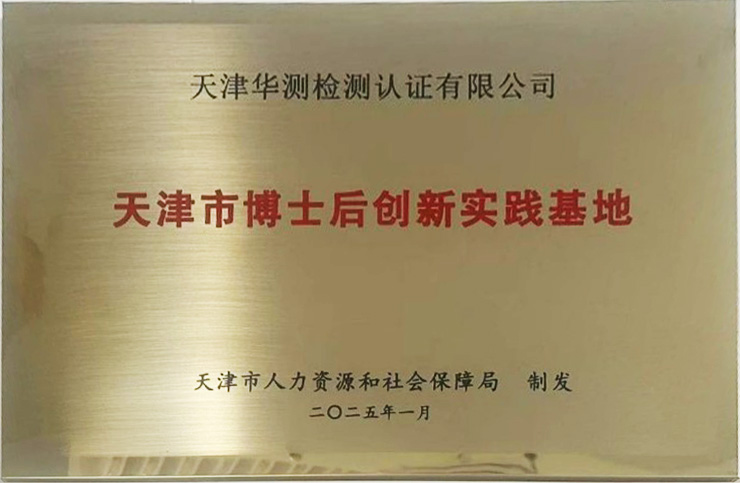 天津华测检测认证有限公司
天津市博士后创新实践基地
天津市人力资源和社会保障局 制发
二〇二五年一月